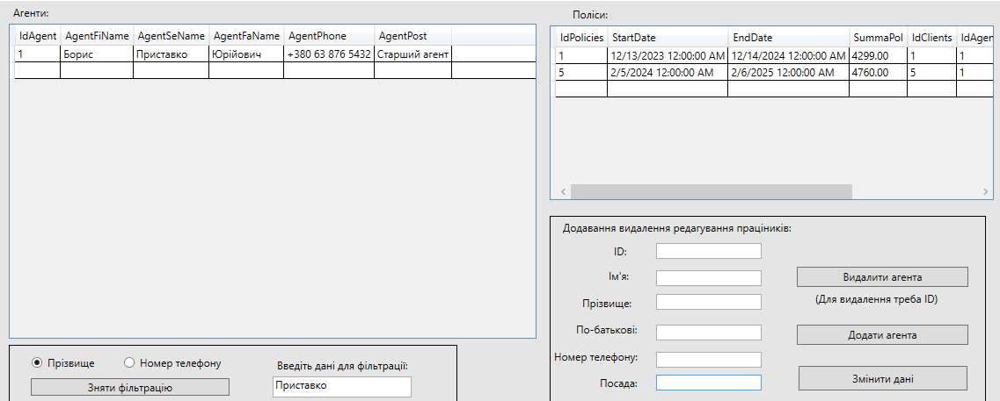 Агенти:
IdAgent AgentFiName AgentSeName AgentFaName AgentPhone AgentPost
1 Борис Приставко Юрійович +380 63 876 5432 Старший агент
Поліси:
IdPolicies StartDate EndDate SummaPol IdClients IdAgen
1 12/13/2023 12:00:00 AM 12/14/2024 12:00:00 AM 4299.00 1 1
5 2/5/2024 12:00:00 AM 2/6/2025 12:00:00 AM 4760.00 5 1
Прізвище Номер телефону
Зняти фільтрацію
Введіть дані для фільтрації:
Приставко
Додавання видалення редагування праціників:
ID:
Ім'я:
Прізвище:
По-батькові:
Номер телефону:
Посада:
Видалити агента
(Для видалення треба ID)
Додати агента
Змінити дані